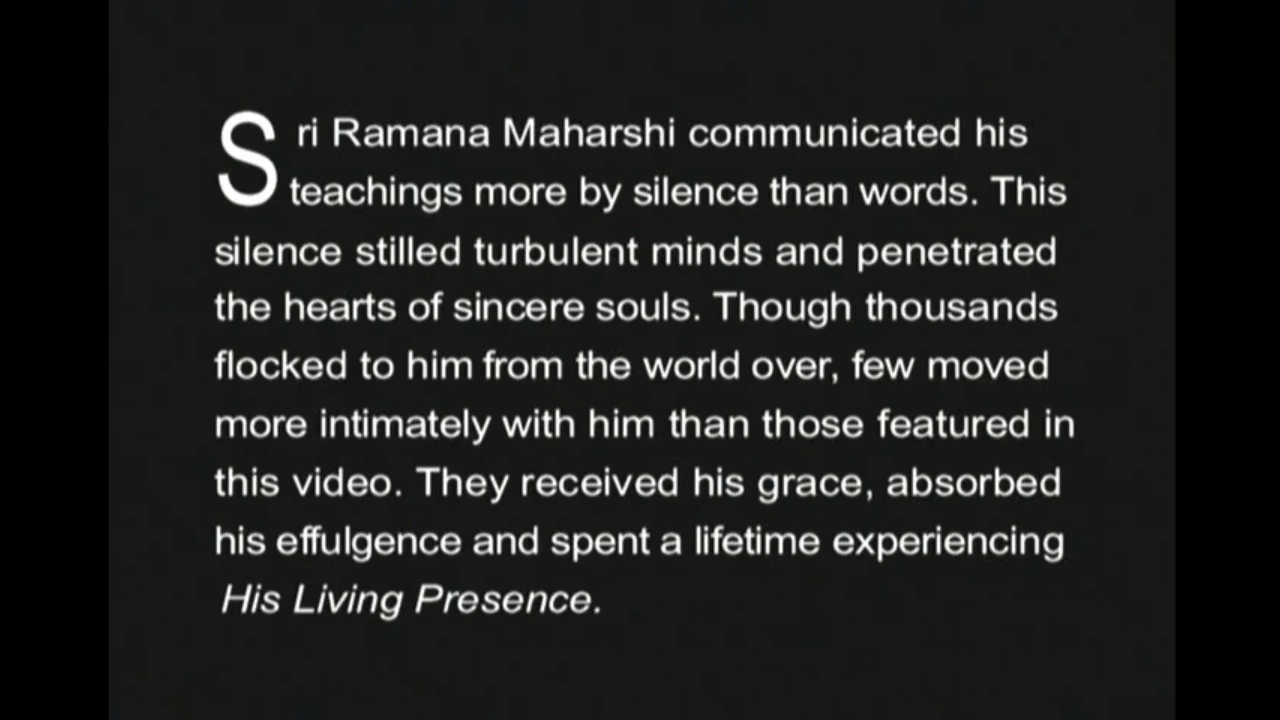 Sri Ramana Maharshi communicated his
teachings more by silence than words. This
silence stilled turbulent minds and penetrated
the hearts of sincere souls. Though thousands
flocked to him from the world over, few moved
more intimately with him than those featured in
this video. They received his grace, absorbed
his effulgence and spent a lifetime experiencing
His Living Presence.